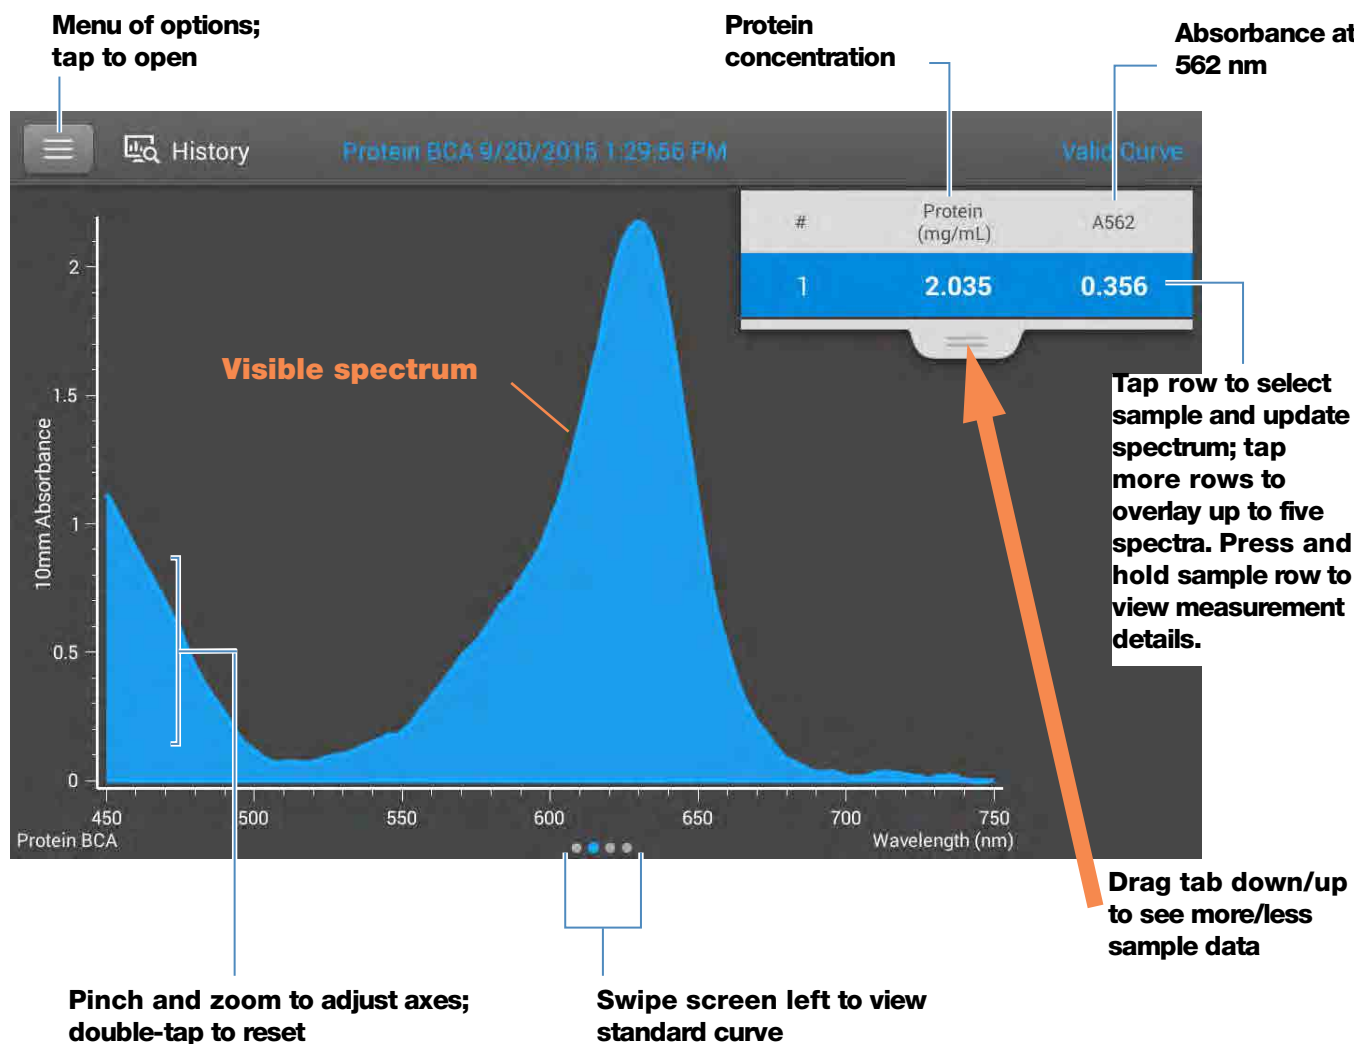 Menu of options;
tap to open
Protein
concentration
Absorbance at
562 nm
History
Protein BCA 9/20/2015 1:29:56 PM
Valid Curve
#
Protein
(mg/mL)
A562
1
2.035
0.356
Visible spectrum
Tap row to select
sample and update
spectrum; tap
more rows to
overlay up to five
spectra. Press and
hold sample row to
view measurement
details.
10mm Absorbance
2
1.5
1
0.5
0
450
500
550
600
650
700
750
Protein BCA
Wavelength (nm)
Drag tab down/up
to see more/less
sample data
Pinch and zoom to adjust axes;
double-tap to reset
Swipe screen left to view
standard curve